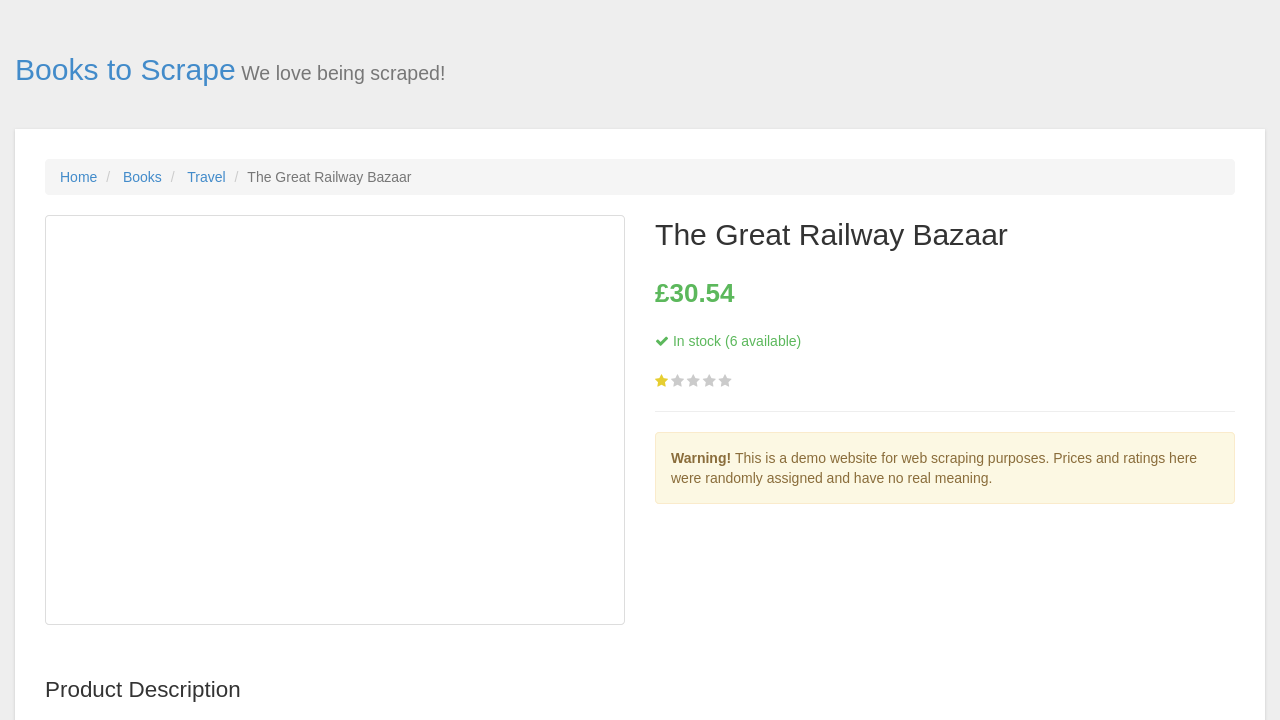 Books to Scrape We love being scraped!
Home / Books / Travel / The Great Railway Bazaar
The Great Railway Bazaar
£30.54
In stock (6 available)
Warning! This is a demo website for web scraping purposes. Prices and ratings here
were randomly assigned and have no real meaning.
Product Description